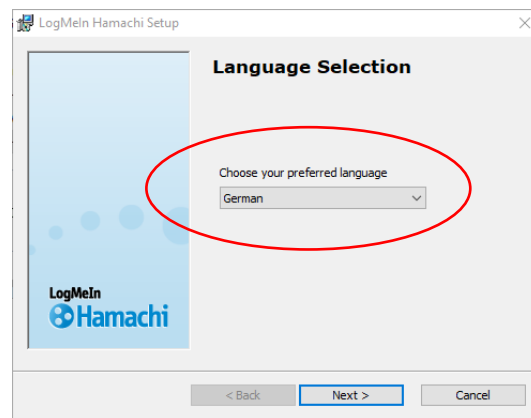 LogMeIn Hamachi Setup
Language Selection
Choose your preferred language
German
LogMeIn
Hamachi
< Back Next > Cancel